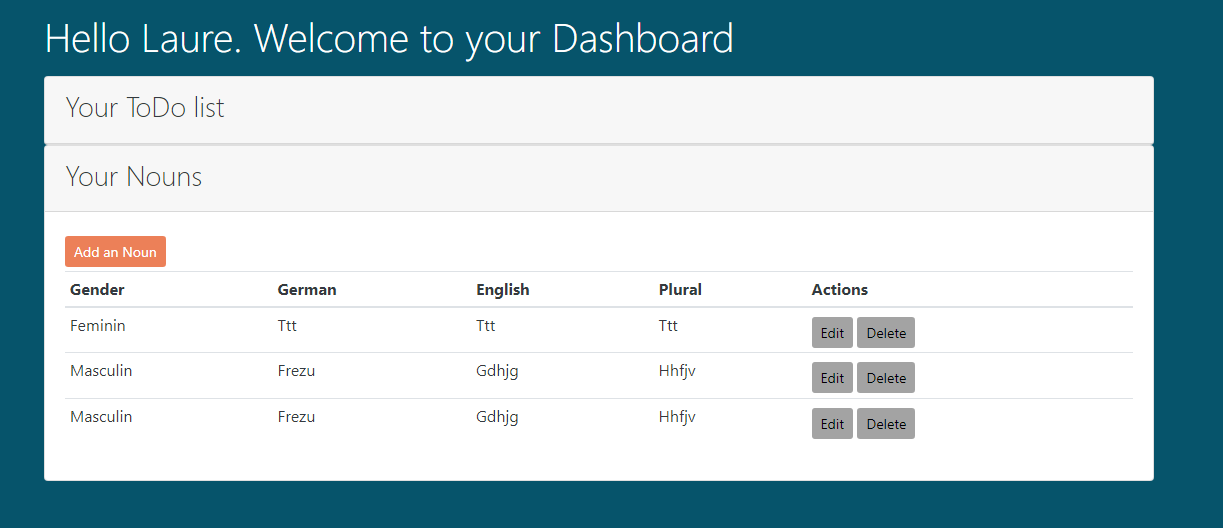 Hello Laure. Welcome to your Dashboard
Your ToDo list
Your Nouns
Add an Noun
Gender German English Plural Actions
Feminin Ttt Ttt Ttt Edit Delete
Masculin Frezu Gdhjg Hhfjv Edit Delete
Masculin Frezu Gdhjg Hhfjv Edit Delete